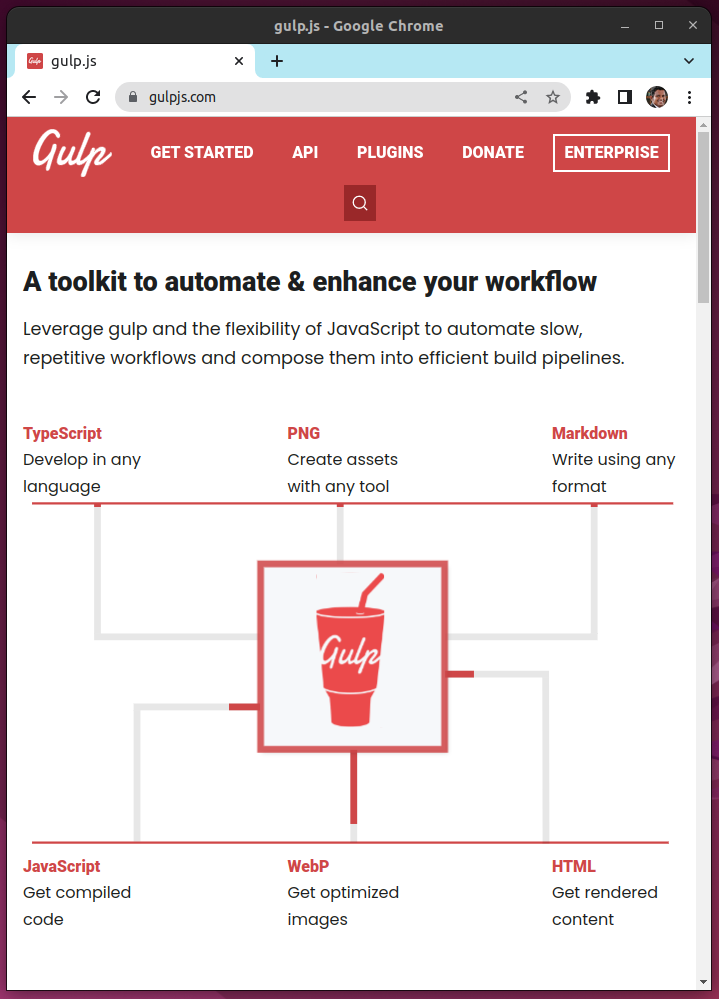 gulp.js - Google Chrome
Gulp gulp.js
gulpjs.com
Gulp GET STARTED API PLUGINS DONATE ENTERPRISE
A toolkit to automate & enhance your workflow
Leverage gulp and the flexibility of JavaScript to automate slow,
repetitive workflows and compose them into efficient build pipelines.
TypeScript PNG Markdown
Develop in any Create assets Write using any
language with any tool format
Gulp
JavaScript WebP HTML
Get compiled Get optimized Get rendered
code images content